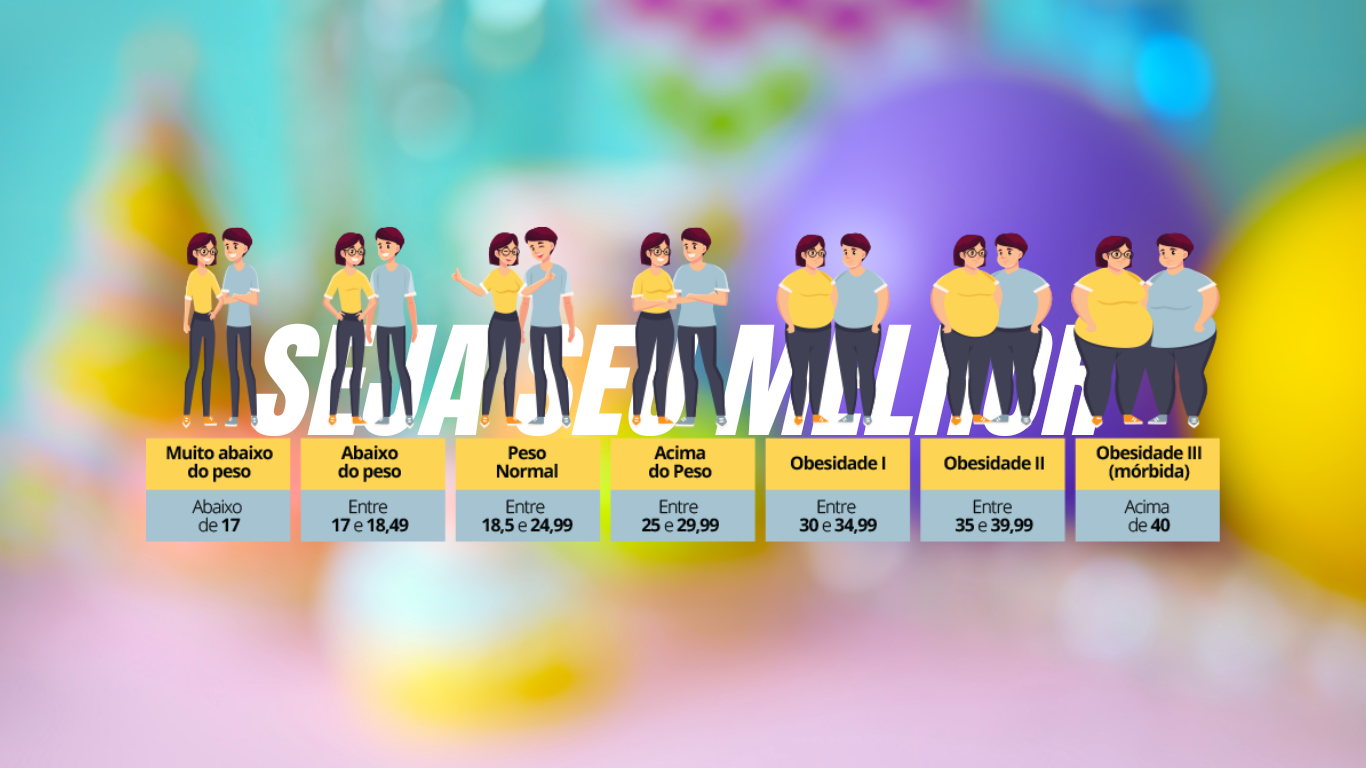 SEJA SEU MELHOR
Muito abaixo
do peso
Abaixo
de 17
Abaixo
do peso
Entre
17 e 18,49
Peso
Normal
Entre
18,5 e 24,99
Acima
do Peso
Entre
25 e 29,99
Obesidade I
Entre
30 e 34,99
Obesidade II
Entre
35 e 39,99
Obesidade III
(mórbida)
Acima
de 40